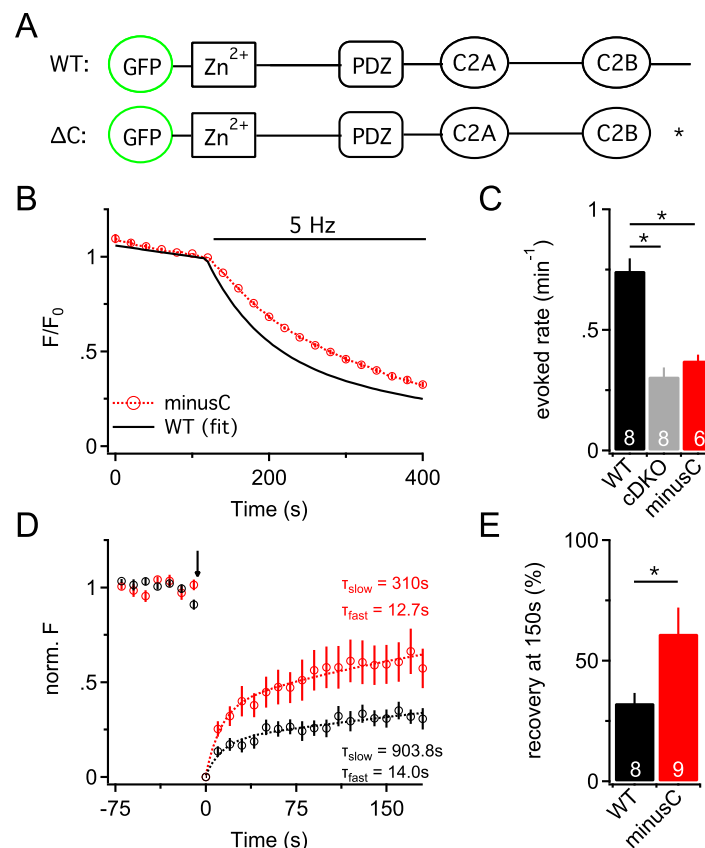 A
WT: GFP Zn2+ PDZ C2A C2B
ΔC: GFP Zn2+ PDZ C2A C2B *
B
5 Hz
F/F0
1
.5
0
minusC
WT (fit)
0 200 400
Time (s)
C
evoked rate (min-1)
1
.5
0
*
*
8 8 6
WT
cDKO
minusC
D
norm. F
1
.5
0
τslow = 310s
τfast = 12.7s
τslow = 903.8s
τfast = 14.0s
-75 0 75 150
Time (s)
E
recovery at 150s (%)
100
50
0
*
8 9
WT
minusC